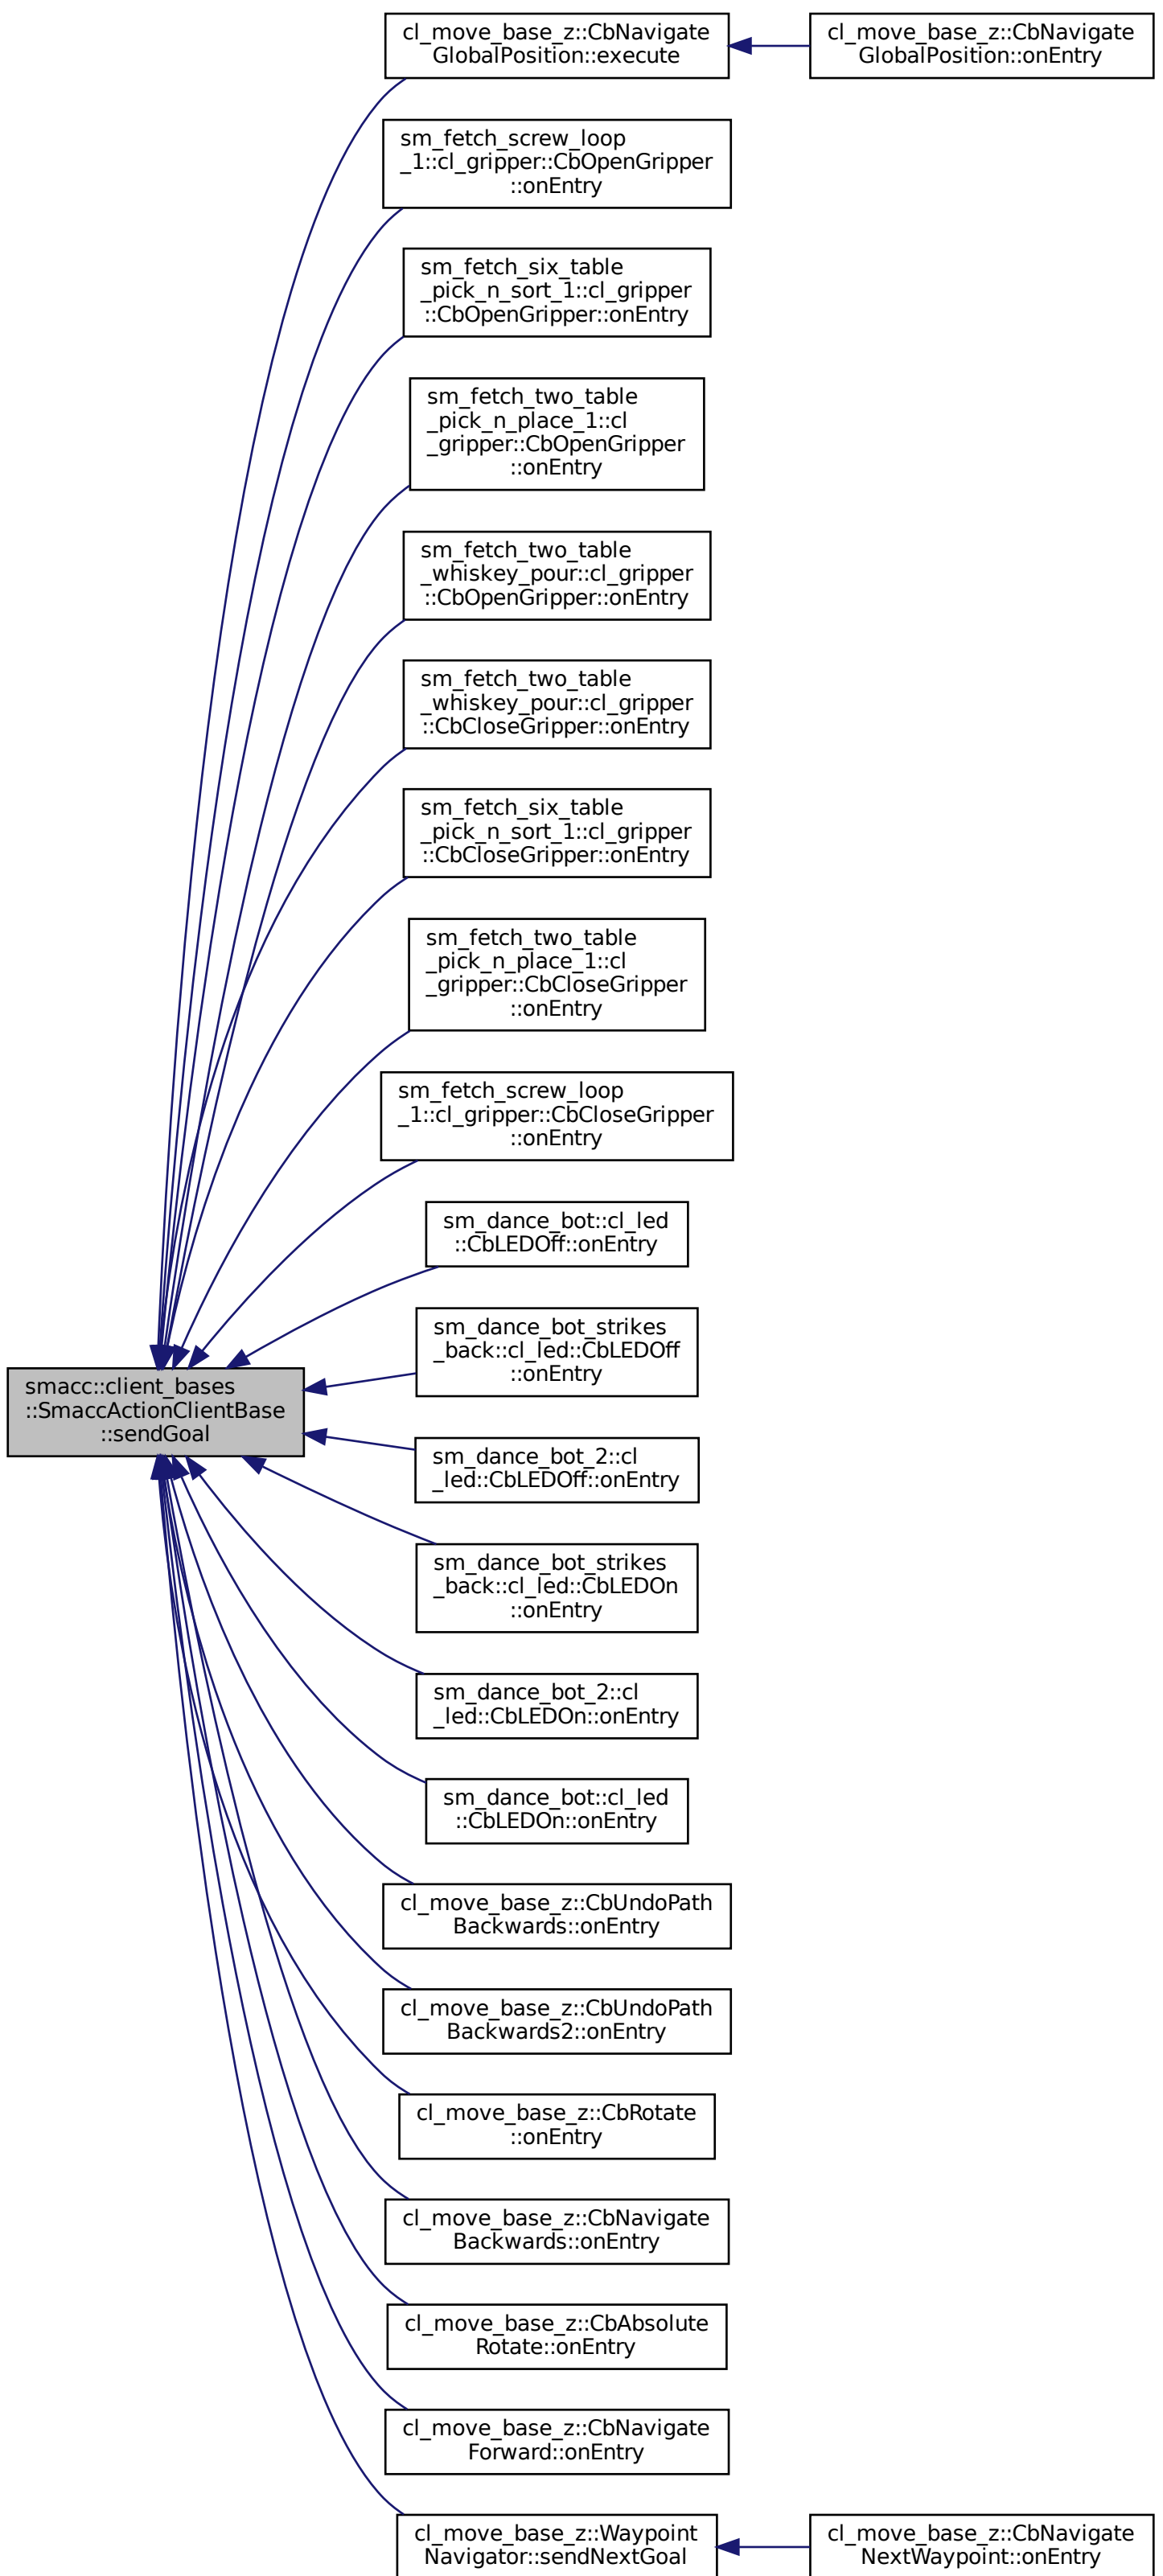 cl_move_base_z::CbNavigate
GlobalPosition::execute
cl_move_base_z::CbNavigate
GlobalPosition::onEntry
sm_fetch_screw_loop
_1::cl_gripper::CbOpenGripper
::onEntry
sm_fetch_six_table
_pick_n_sort_1::cl_gripper
::CbOpenGripper::onEntry
sm_fetch_two_table
_pick_n_place_1::cl
_gripper::CbOpenGripper
::onEntry
sm_fetch_two_table
_whiskey_pour::cl_gripper
::CbOpenGripper::onEntry
sm_fetch_two_table
_whiskey_pour::cl_gripper
::CbCloseGripper::onEntry
sm_fetch_six_table
_pick_n_sort_1::cl_gripper
::CbCloseGripper::onEntry
sm_fetch_two_table
_pick_n_place_1::cl
_gripper::CbCloseGripper
::onEntry
sm_fetch_screw_loop
_1::cl_gripper::CbCloseGripper
::onEntry
sm_dance_bot::cl_led
::CbLEDOff::onEntry
sm_dance_bot_strikes
_back::cl_led::CbLEDOff
::onEntry
smacc::client_bases
::SmaccActionClientBase
::sendGoal
sm_dance_bot_2::cl
_led::CbLEDOff::onEntry
sm_dance_bot_strikes
_back::cl_led::CbLEDOn
::onEntry
sm_dance_bot_2::cl
_led::CbLEDOn::onEntry
sm_dance_bot::cl_led
::CbLEDOn::onEntry
cl_move_base_z::CbUndoPath
Backwards::onEntry
cl_move_base_z::CbUndoPath
Backwards2::onEntry
cl_move_base_z::CbRotate
::onEntry
cl_move_base_z::CbNavigate
Backwards::onEntry
cl_move_base_z::CbAbsolute
Rotate::onEntry
cl_move_base_z::CbNavigate
Forward::onEntry
cl_move_base_z::Waypoint
Navigator::sendNextGoal
cl_move_base_z::CbNavigate
NextWaypoint::onEntry